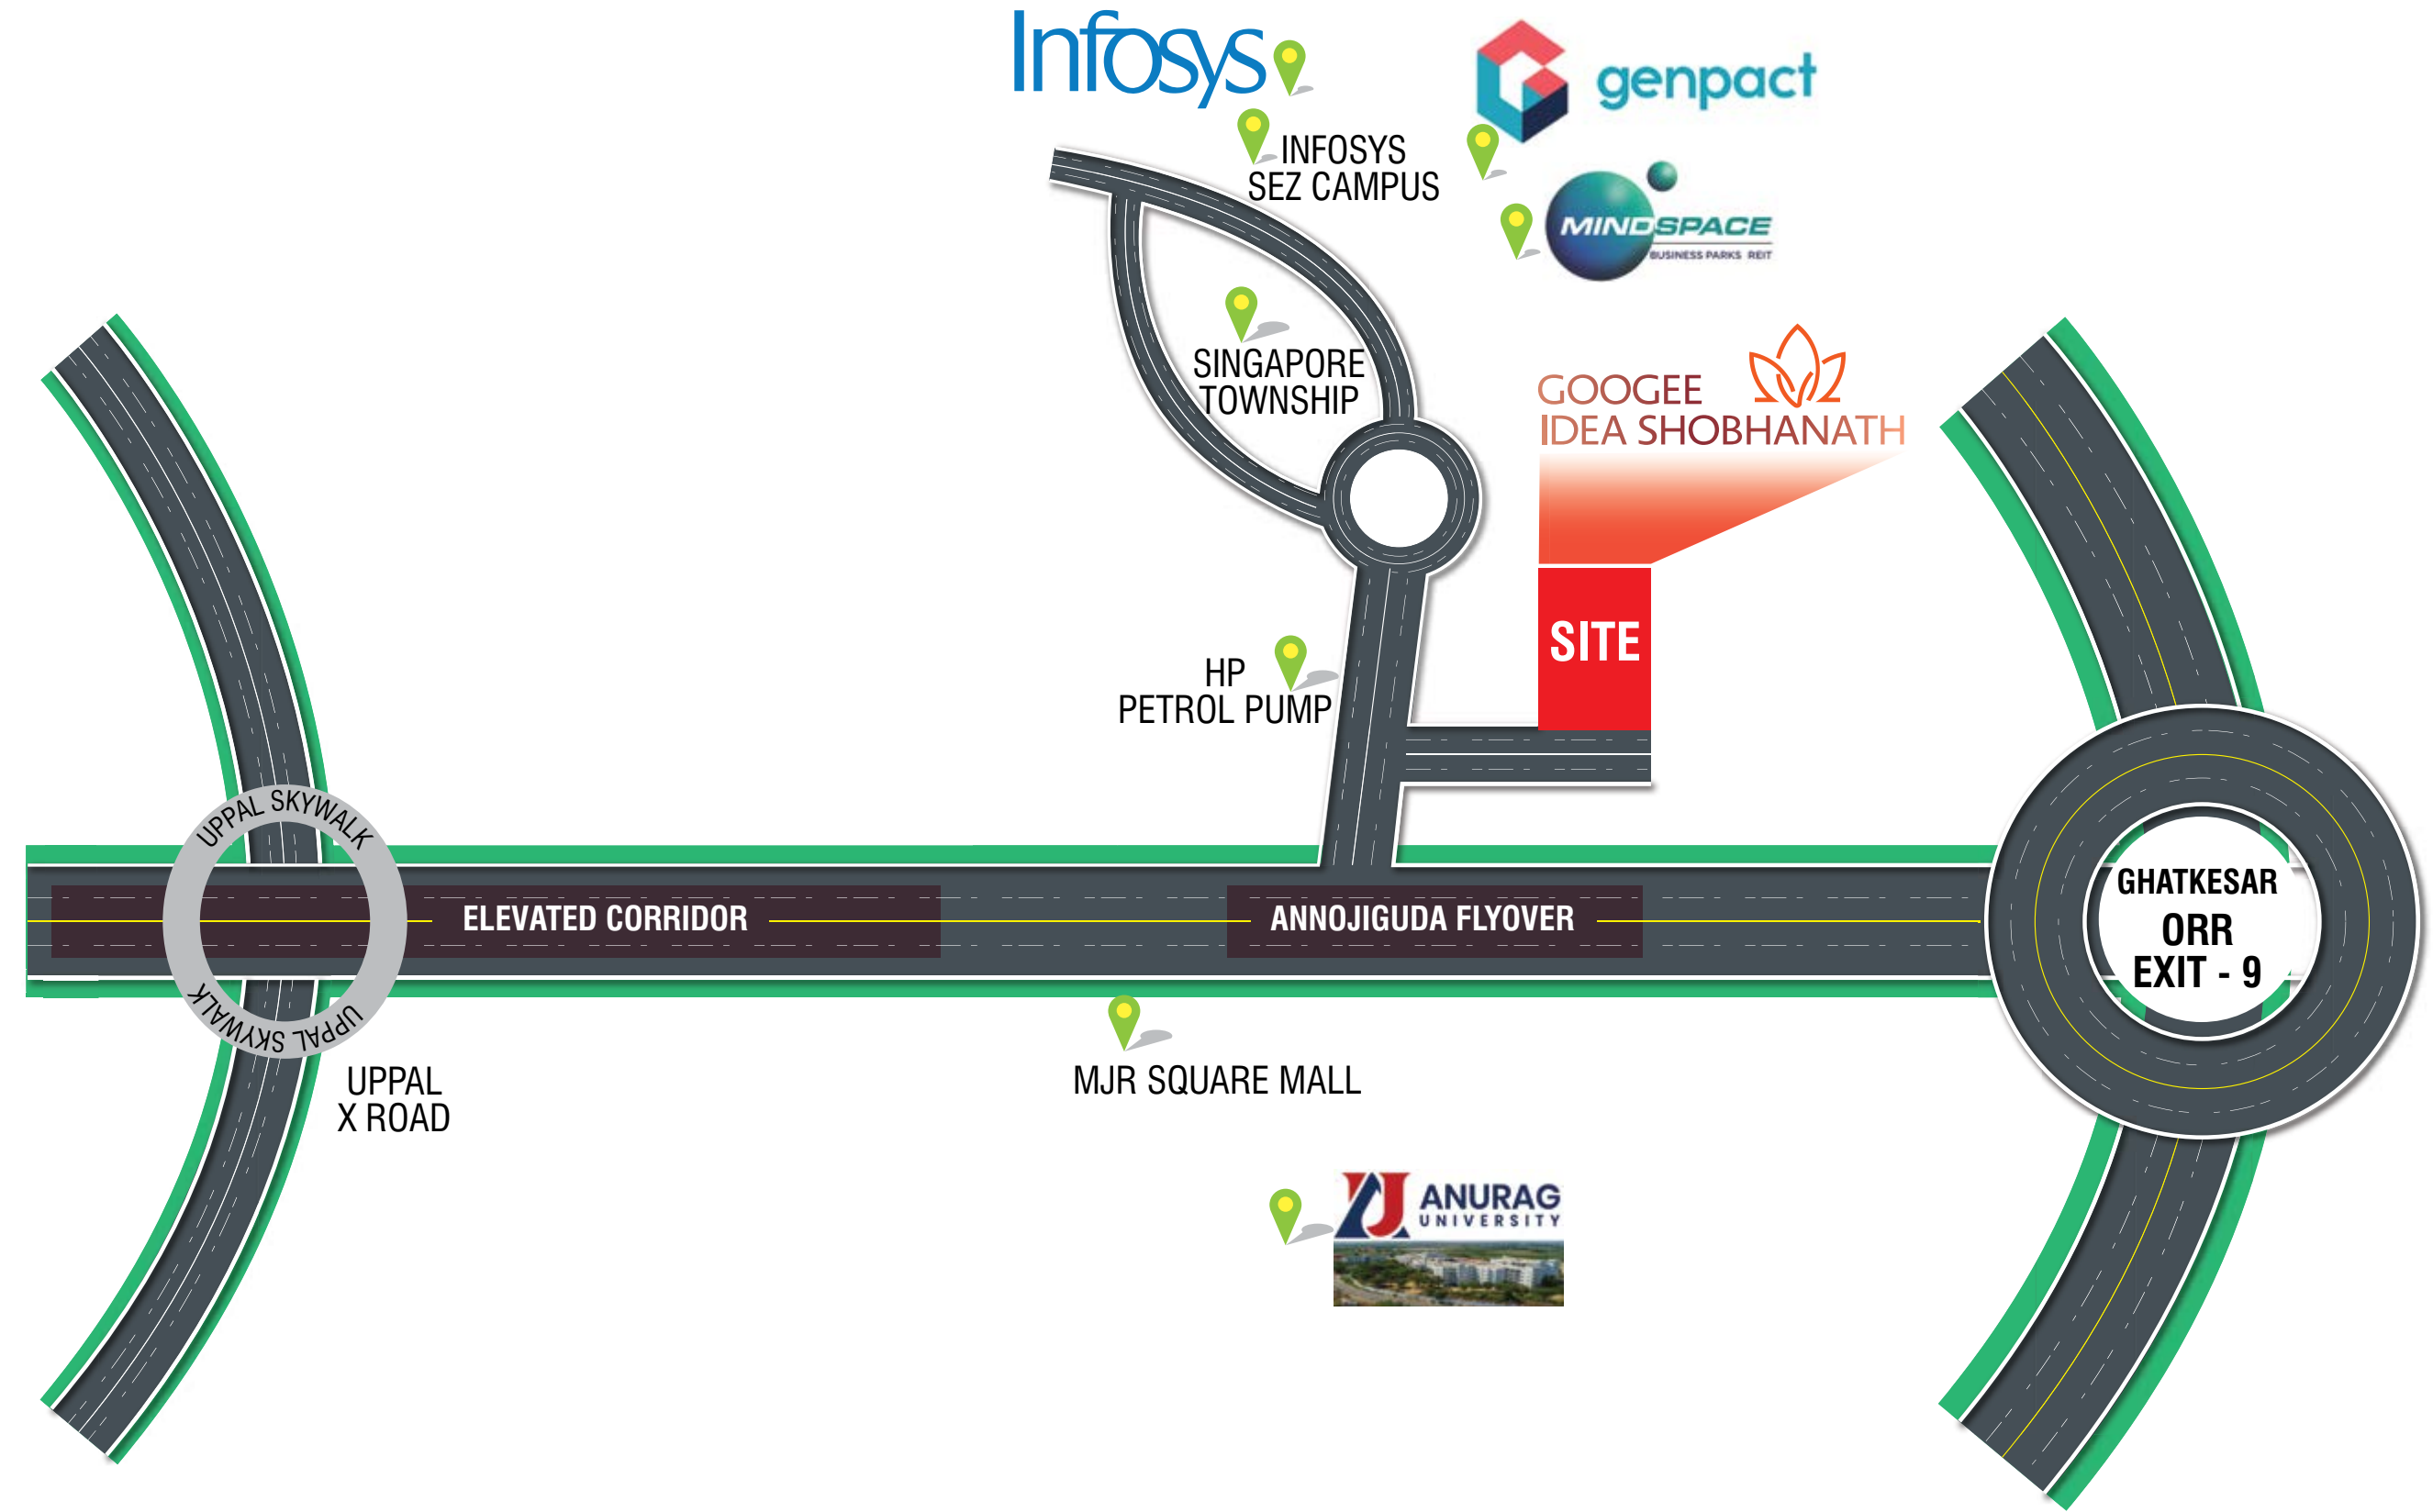 Infosys
genpact
INFOSYS
SEZ CAMPUS
MINDSPACE
BUSINESS PARKS REIT
SINGAPORE
TOWNSHIP
GOOGEE
IDEA SHOBHANATH
SITE
HP
PETROL PUMP
UPPAL SKYWALK
ELEVATED CORRIDOR
ANNOJIGUDA FLYOVER
GHATKESAR
ORR
EXIT - 9
UPPAL SKYWALK
UPPAL
X ROAD
MJR SQUARE MALL
ANURAG
UNIVERSITY